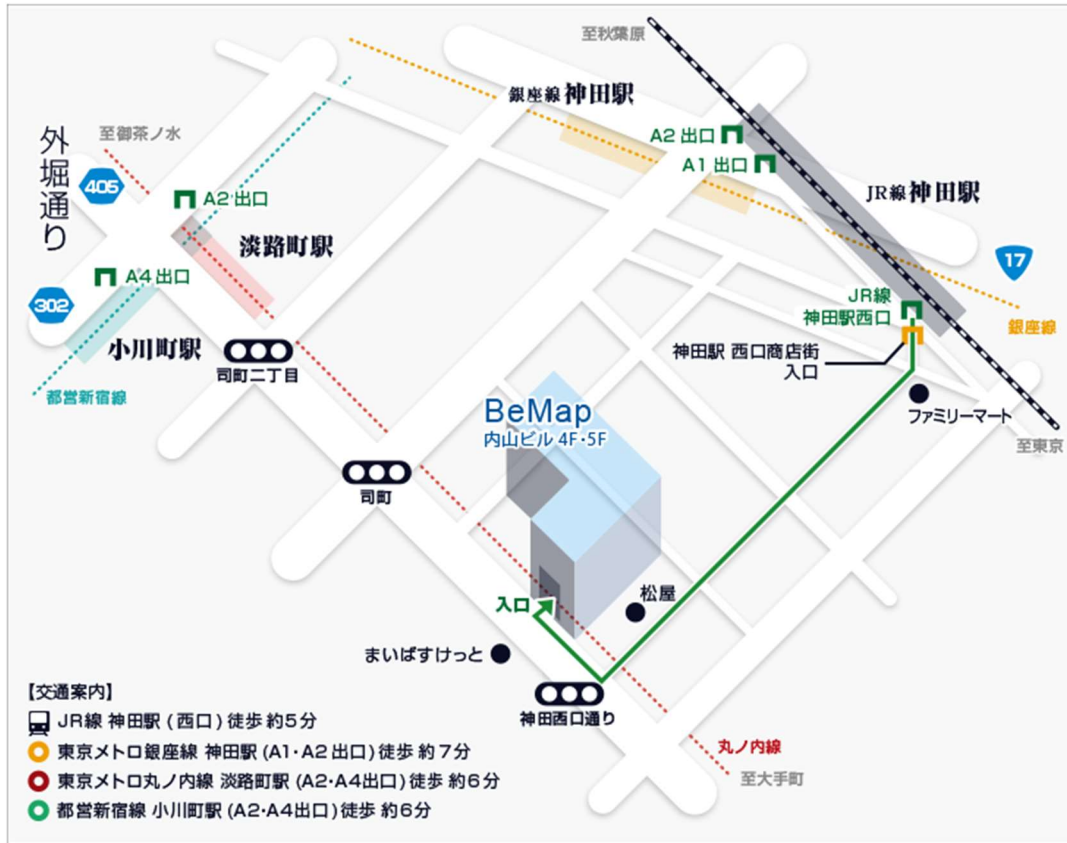 至秋葉原
銀座線 神田駅
A2 出口
A1 出口
至御茶ノ水
外堀通り
405
A2 出口
淡路町駅
JR線 神田駅
17
A4 出口
302
小川町駅
JR線
神田駅西口
銀座線
司町二丁目
神田駅 西口商店街
入口
都営新宿線
BeMap
内山ビル 4F・5F
ファミリーマート
至東京
司町
松屋
入口
まいばすけっと
神田西口通り
丸ノ内線
至大手町
【交通案内】
JR線 神田駅 (西口) 徒歩 約5分
東京メトロ銀座線 神田駅 (A1・A2 出口) 徒歩 約7分
東京メトロ丸ノ内線 淡路町駅 (A2・A4出口) 徒歩 約6分
都営新宿線 小川町駅 (A2・A4出口) 徒歩 約6分